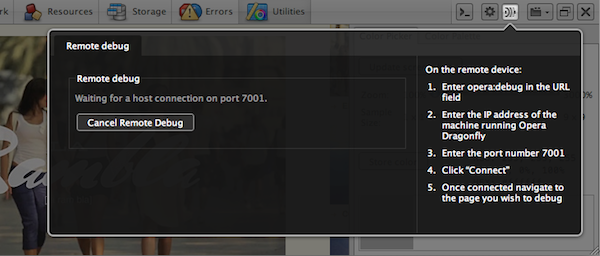 rk Resources Storage Errors Utilities
Remote debug
Remote debug
Waiting for a host connection on port 7001.
Cancel Remote Debug
On the remote device:
1. Enter opera:debug in the URL
field
2. Enter the IP address of the
machine running Opera
Dragonfly
3. Enter the port number 7001
4. Click “Connect”
5. Once connected navigate to
the page you wish to debug
0%